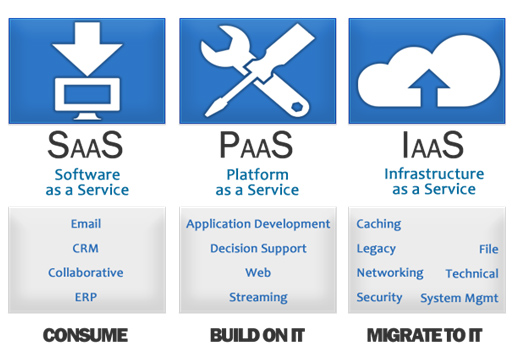 SaaS
Software
as a Service
Email
CRM
Collaborative
ERP
CONSUME
PaaS
Platform
as a Service
Application Development
Decision Support
Web
Streaming
BUILD ON IT
IaaS
Infrastructure
as a Service
Caching
Legacy File
Networking Technical
Security System Mgmt
MIGRATE TO IT